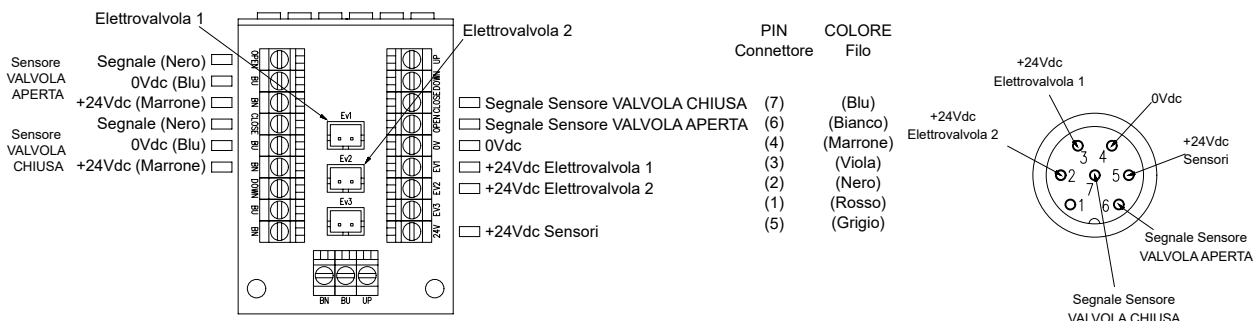 Elettrovalvola 1
Elettrovalvola 2
Sensore
VALVOLA
APERTA
Segnale (Nero)
0Vdc (Blu)
+24Vdc (Marrone)
Sensore
VALVOLA
CHIUSA
Segnale (Nero)
0Vdc (Blu)
+24Vdc (Marrone)
OPEN
BU
BN
CLOSE
BU
BN
DOWN
BU
BN
Ev1
Ev2
Ev3
BN BU UP
UP
DOWN
CLOSE
OPEN
0V
EV1
EV2
EV3
24V
PIN COLORE
Connettore Filo
Segnale Sensore VALVOLA CHIUSA (7) (Blu)
Segnale Sensore VALVOLA APERTA (6) (Bianco)
0Vdc (4) (Marrone)
+24Vdc Elettrovalvola 1 (3) (Viola)
+24Vdc Elettrovalvola 2 (2) (Nero)
(1) (Rosso)
+24Vdc Sensori (5) (Grigio)
+24Vdc
Elettrovalvola 1
0Vdc
+24Vdc
Elettrovalvola 2
+24Vdc
Sensori
3 4
2 5
7
1 6
Segnale Sensore
VALVOLA APERTA
Segnale Sensore
VALVOLA CHIUSA